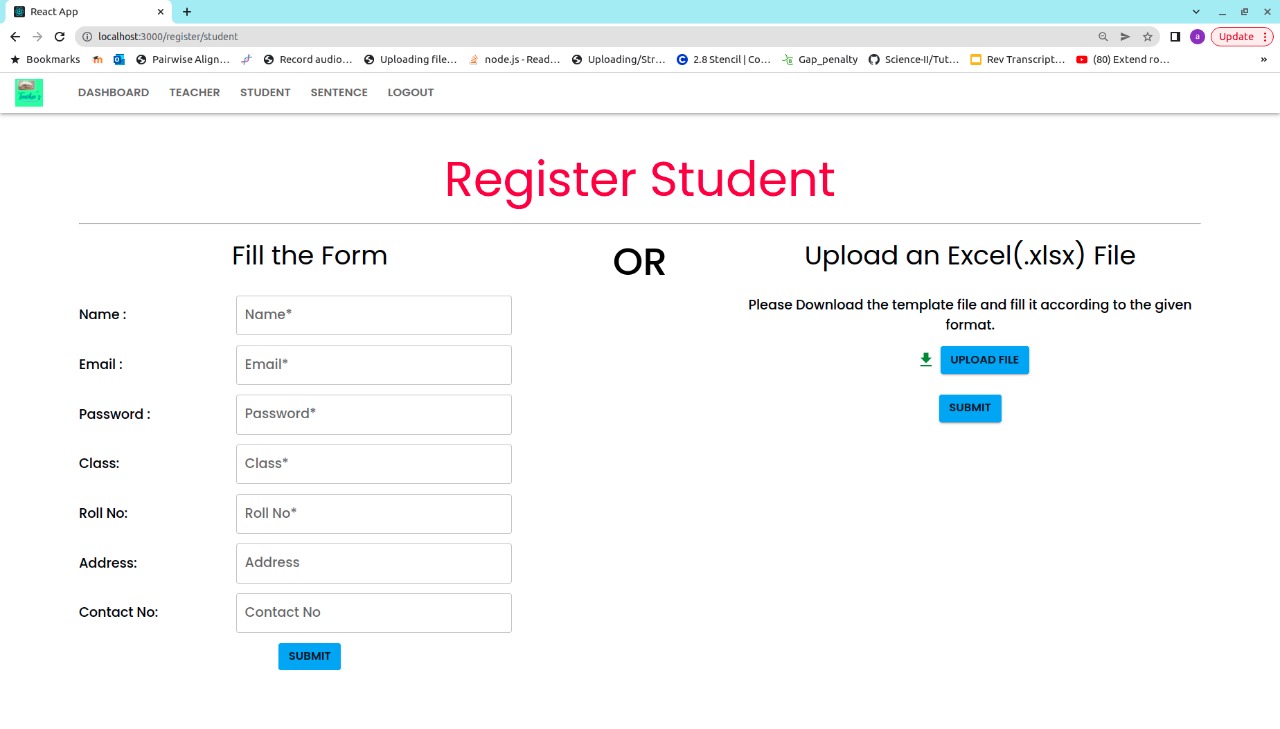 React App
localhost:3000/register/student
Update
Bookmarks Pairwise Align… Record audio… Uploading file… node.js - Read… Uploading/Str… 2.8 Stencil | Co… Gap_penalty Science-II/Tut… Rev Transcript… (80) Extend ro… »
DASHBOARD TEACHER STUDENT SENTENCE LOGOUT
Register Student
Fill the Form
OR
Upload an Excel(.xlsx) File
Name : Name*
Email : Email*
Password : Password*
Class: Class*
Roll No: Roll No*
Address: Address
Contact No: Contact No
SUBMIT
Please Download the template file and fill it according to the given
format.
UPLOAD FILE
SUBMIT